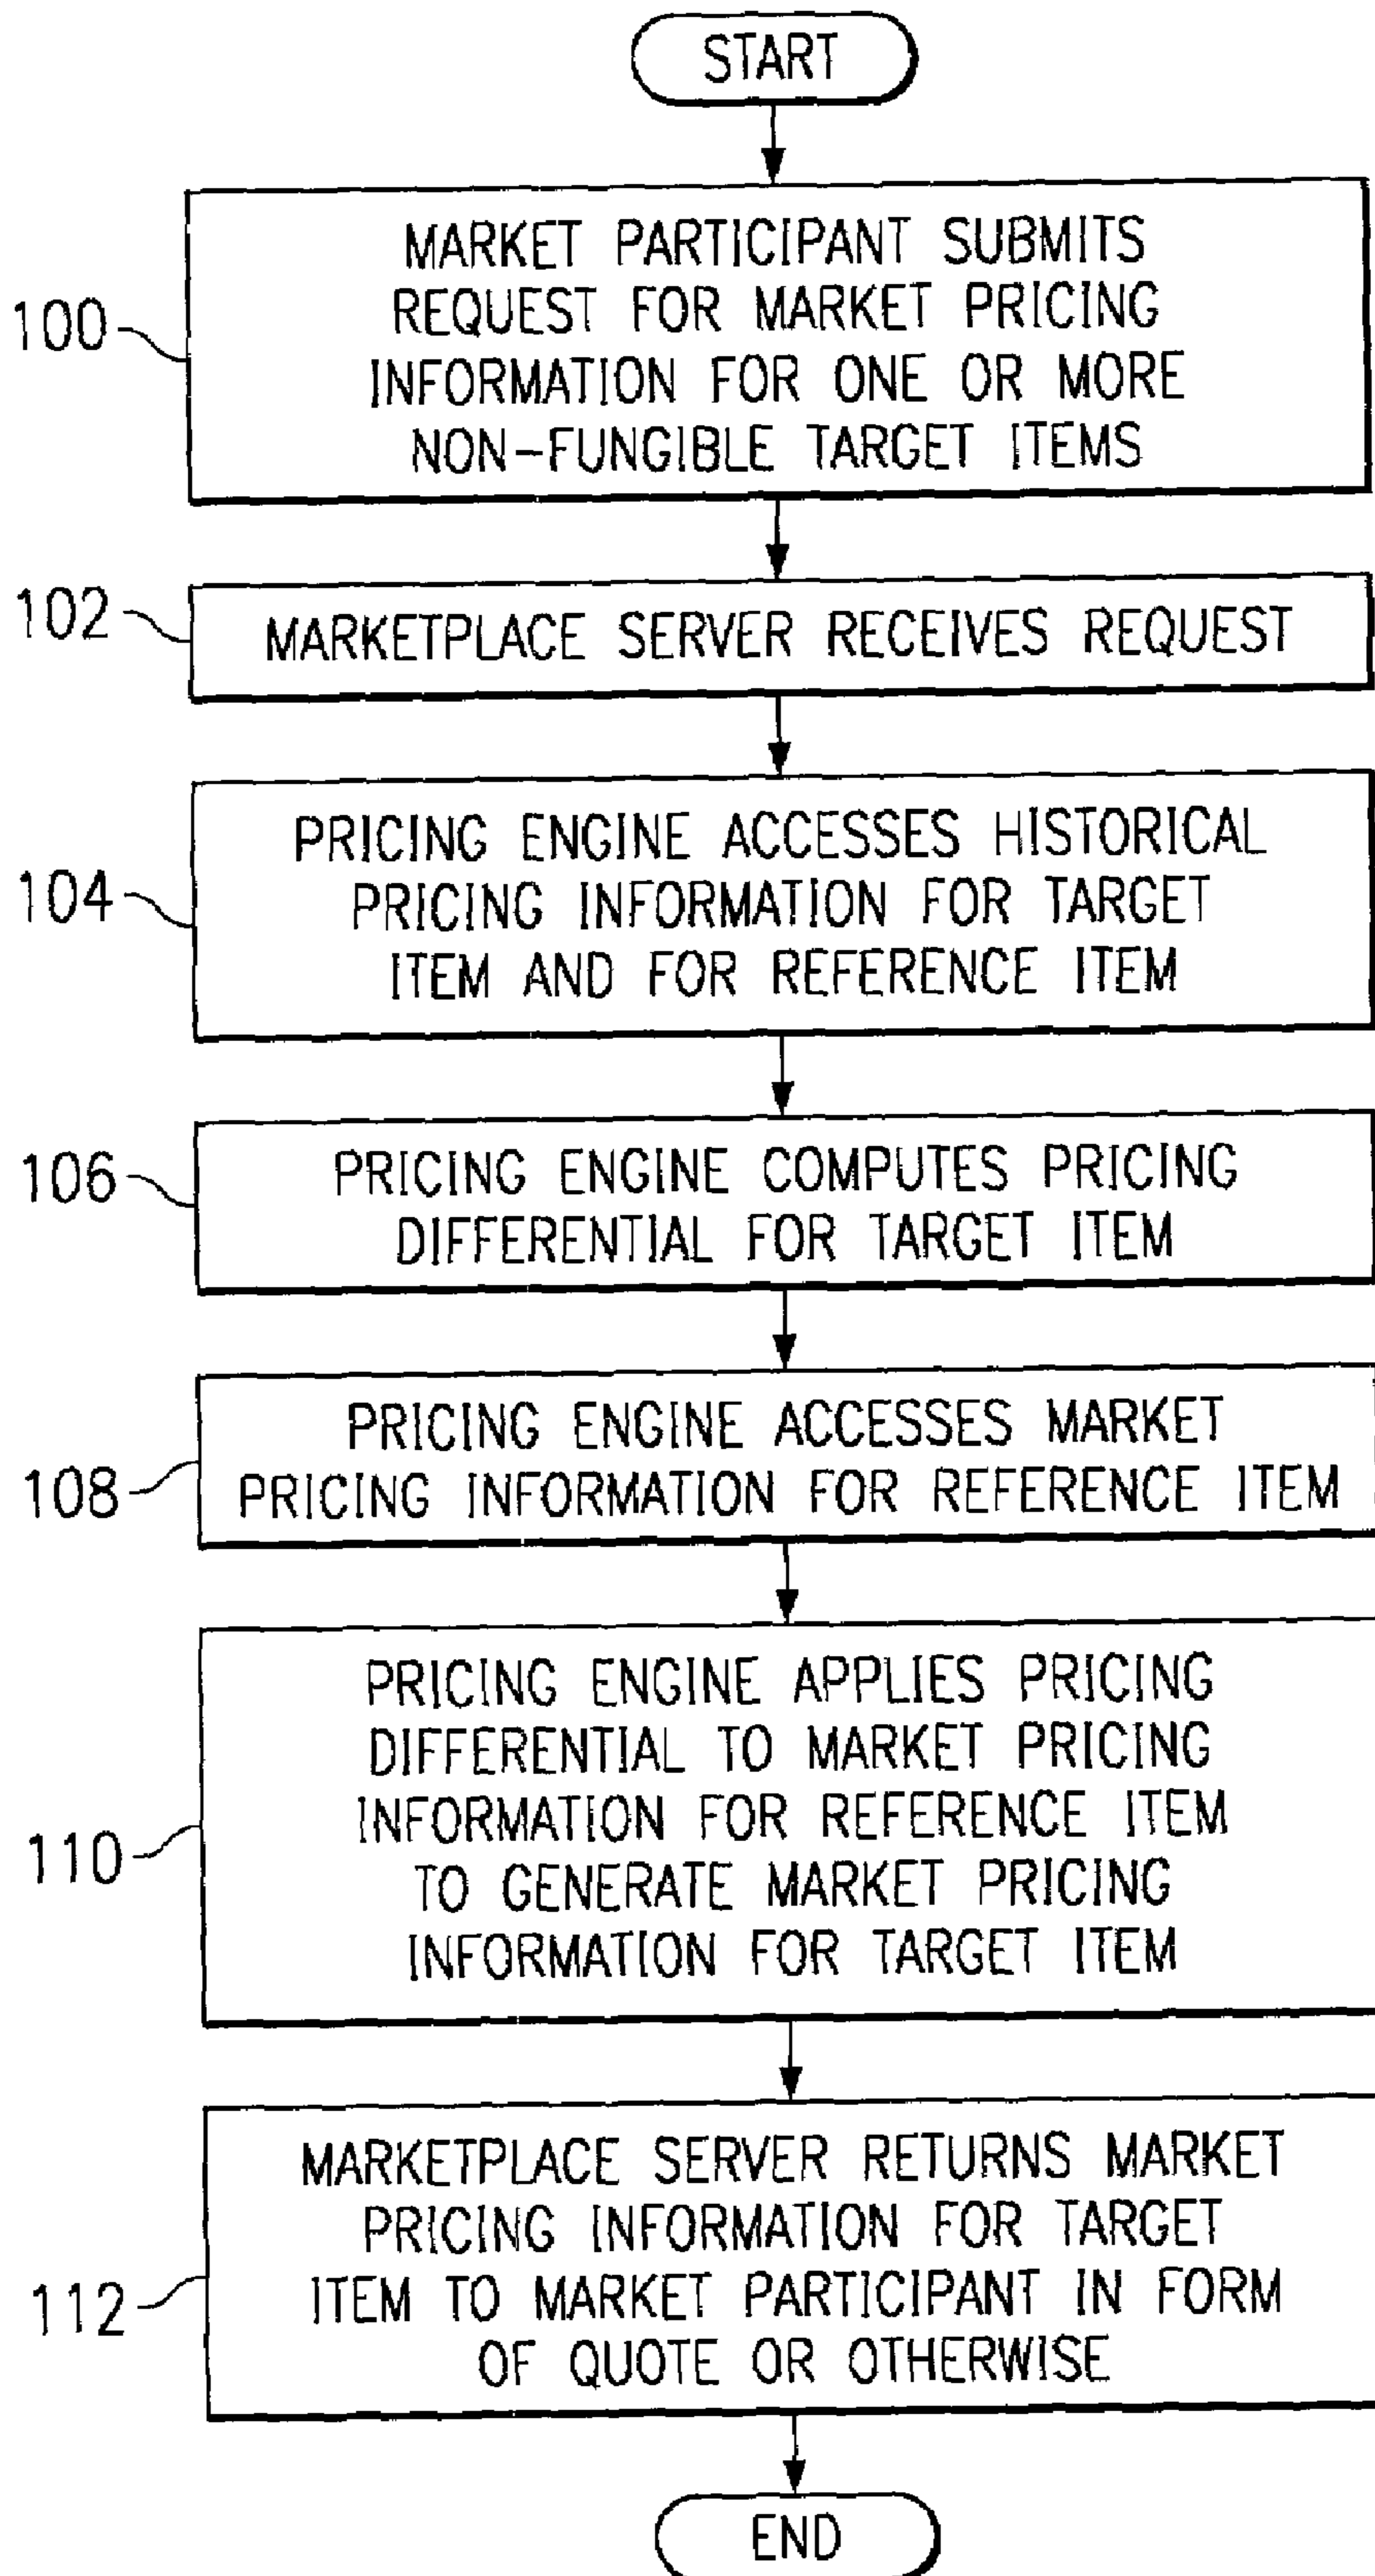 START
100
MARKET PARTICIPANT SUBMITS
REQUEST FOR MARKET PRICING
INFORMATION FOR ONE OR MORE
NON-FUNGIBLE TARGET ITEMS
102
MARKETPLACE SERVER RECEIVES REQUEST
104
PRICING ENGINE ACCESSES HISTORICAL
PRICING INFORMATION FOR TARGET
ITEM AND FOR REFERENCE ITEM
106
PRICING ENGINE COMPUTES PRICING
DIFFERENTIAL FOR TARGET ITEM
108
PRICING ENGINE ACCESSES MARKET
PRICING INFORMATION FOR REFERENCE ITEM
110
PRICING ENGINE APPLIES PRICING
DIFFERENTIAL TO MARKET PRICING
INFORMATION FOR REFERENCE ITEM
TO GENERATE MARKET PRICING
INFORMATION FOR TARGET ITEM
112
MARKETPLACE SERVER RETURNS MARKET
PRICING INFORMATION FOR TARGET
ITEM TO MARKET PARTICIPANT IN FORM
OF QUOTE OR OTHERWISE
END